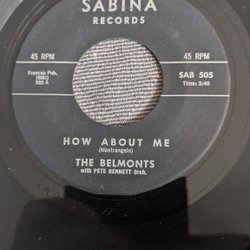 SABINA
RECORDS
45 RPM
45 RPM
Francap Pub.
(BMI)
505 A
SAB 505
Time: 2:40
HOW ABOUT ME
(Mastrangelo)
THE BELMONTS
with PETE BENNETT Orch.